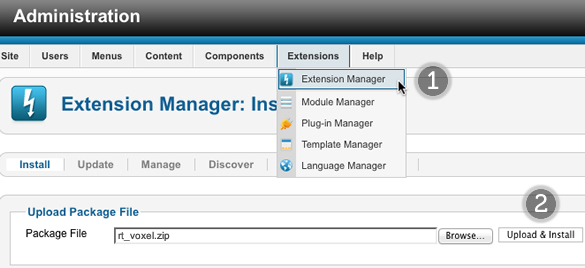 Administration
Site Users Menus Content Components Extensions Help
Extension Manager 1
Extension Manager: Ins
Module Manager
Plug-in Manager
Template Manager
Install Update Manage Discover
Language Manager
2
Upload Package File
Package File rt_voxel.zip Browse... Upload & Install